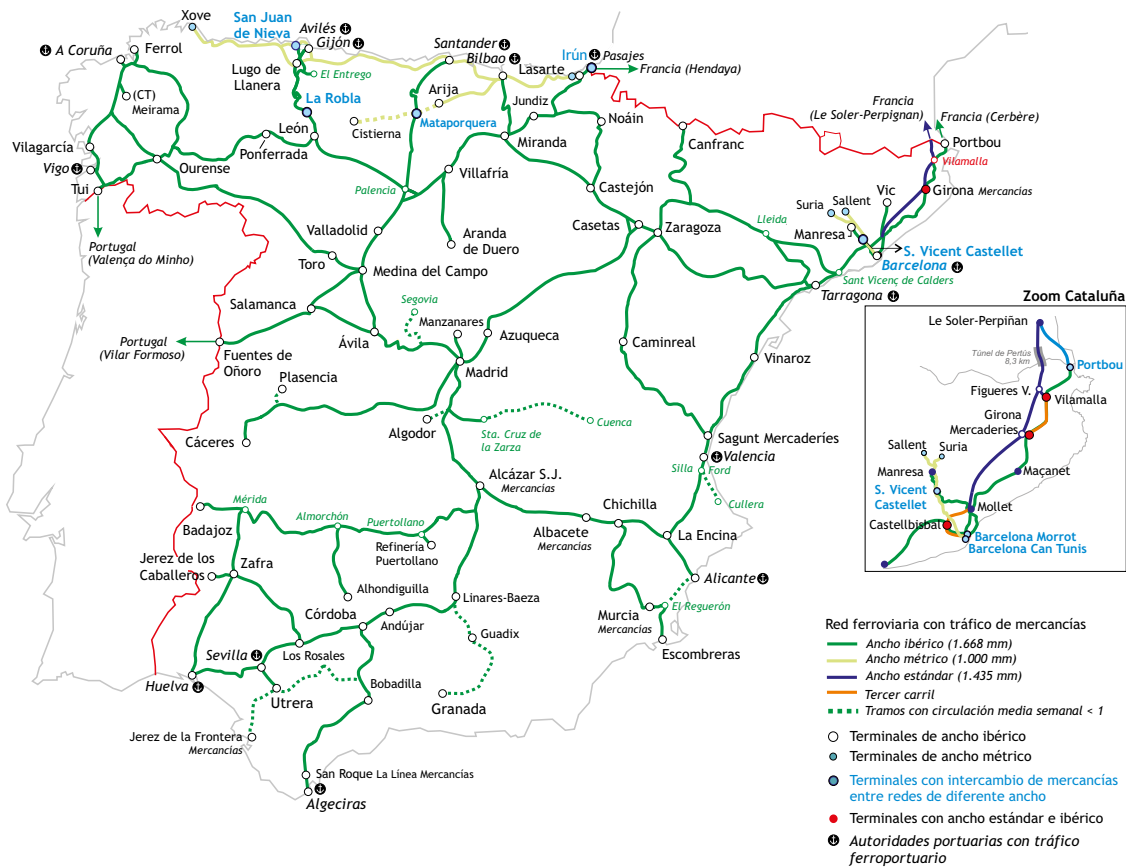 Xove
San Juan
de Nieva
Avilés
Gijón
A Coruña
Ferrol
Lugo de
Llanera
El Entrego
Santander
Bilbao
Lasarte
Irún
Pasajes
Francia (Hendaya)
(CT)
Meirama
La Robla
Arija
Cistierna
Mataporquera
Jundiz
Noáin
Canfranc
Francia
(Le Soler-Perpignan)
Francia (Cerbère)
Portbou
Vilamalla
Vilagarcía
Vigo
Tui
Ourense
Ponferrada
León
Miranda
Palencia
Villafría
Castejón
Vic
Girona Mercancías
Suria
Sallent
Manresa
Portugal
(Valença do Minho)
Valladolid
Aranda
de Duero
Casetas
Zaragoza
Lleida
S. Vicent Castellet
Barcelona
Toro
Medina del Campo
Sant Vicenç de Calders
Tarragona
Salamanca
Segovia
Manzanares
Azuqueca
Portugal
(Vilar Formoso)
Fuentes de
Oñoro
Ávila
Madrid
Caminreal
Vinaroz
Plasencia
Cáceres
Algodor
Sta. Cruz de
la Zarza
Cuenca
Sagunt Mercaderíes
Valencia
Silla
Ford
Cullera
Alcázar S.J.
Mercancías
Chichilla
Albacete
Mercancías
La Encina
Mérida
Almorchón
Puertollano
Badajoz
Refinería
Puertollano
Jerez de los
Caballeros
Zafra
Alhondiguilla
Linares-Baeza
Alicante
Murcia
Mercancías
El Reguerón
Escombreras
Córdoba
Andújar
Guadix
Sevilla
Los Rosales
Huelva
Utrera
Bobadilla
Granada
Jerez de la Frontera
Mercancías
San Roque La Línea Mercancías
Algeciras
Zoom Cataluña
Le Soler-Perpiñan
Túnel de Pertús
8,3 km
Portbou
Figueres V.
Vilamalla
Girona
Mercaderies
Sallent
Suria
Manresa
Maçanet
S. Vicent
Castellet
Mollet
Castellbisbal
Barcelona Morrot
Barcelona Can Tunis
Red ferroviaria con tráfico de mercancías
Ancho ibérico (1.668 mm)
Ancho métrico (1.000 mm)
Ancho estándar (1.435 mm)
Tercer carril
Tramos con circulación media semanal < 1
Terminales de ancho ibérico
Terminales de ancho métrico
Terminales con intercambio de mercancías
entre redes de diferente ancho
Terminales con ancho estándar e ibérico
Autoridades portuarias con tráfico
ferroportuario